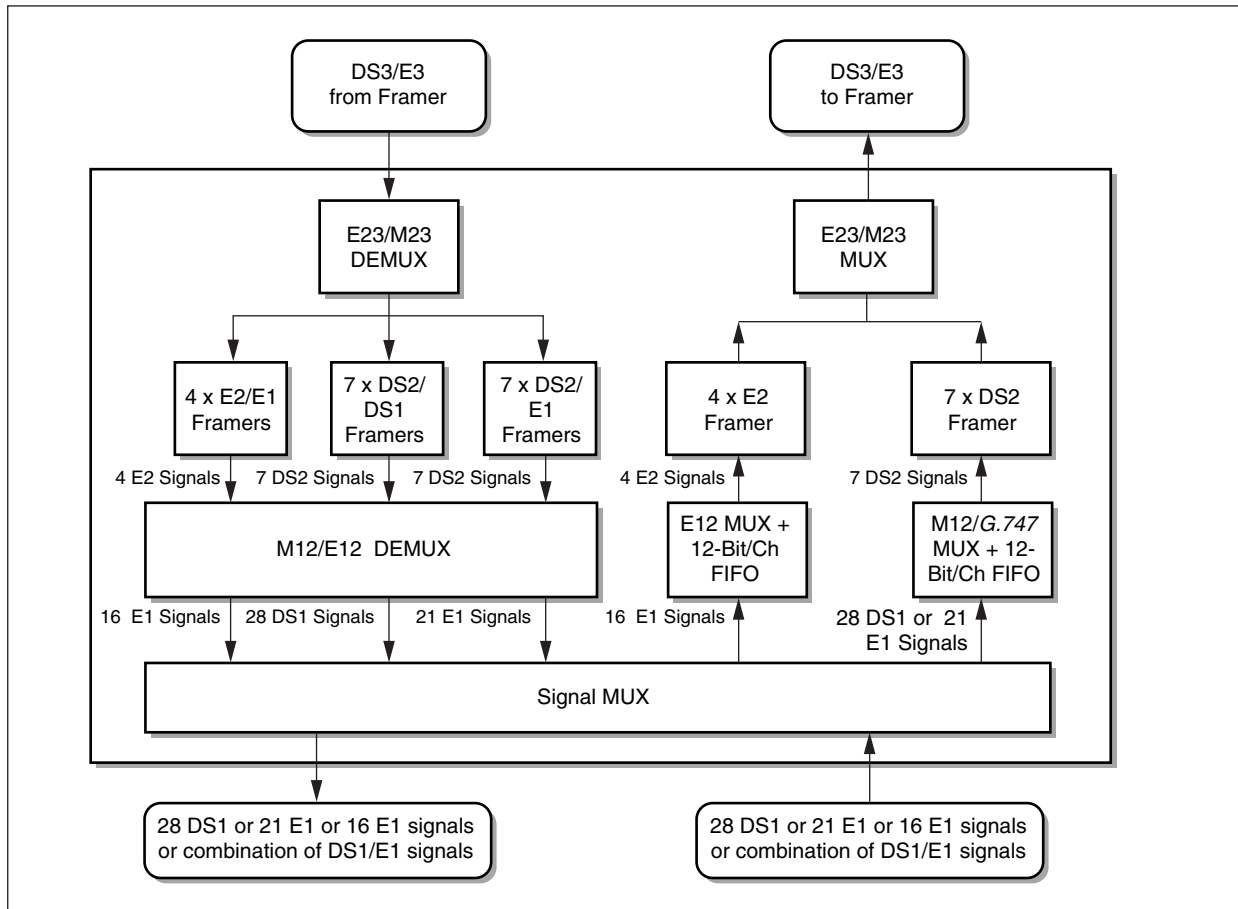 DS3/E3
from Framer
DS3/E3
to Framer
E23/M23
DEMUX
E23/M23
MUX
4 x E2/E1
Framers
7 x DS2/
DS1
Framers
7 x DS2/
E1
Framers
4 x E2
Framer
7 x DS2
Framer
4 E2 Signals
7 DS2 Signals
7 DS2 Signals
4 E2 Signals
7 DS2 Signals
M12/E12 DEMUX
E12 MUX +
12-Bit/Ch
FIFO
M12/G.747
MUX + 12-
Bit/Ch FIFO
16 E1 Signals
28 DS1 Signals
21 E1 Signals
16 E1 Signals
28 DS1 or 21
E1 Signals
Signal MUX
28 DS1 or 21 E1 or 16 E1 signals
or combination of DS1/E1 signals
28 DS1 or 21 E1 or 16 E1 signals
or combination of DS1/E1 signals